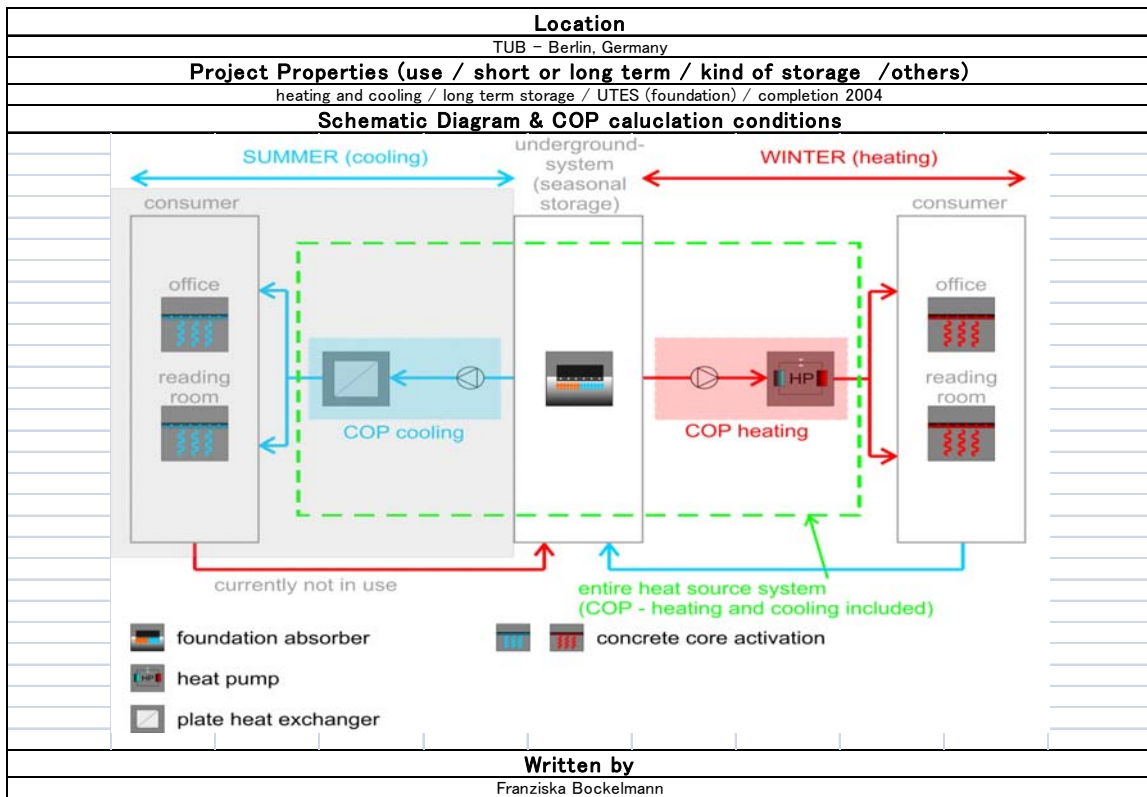 Location
TUB - Berlin, Germany
Project Properties (use / short or long term / kind of storage /others)
heating and cooling / long term storage / UTES (foundation) / completion 2004
Schematic Diagram & COP caluclation conditions
SUMMER (cooling)
underground-
system
(seasonal
storage)
WINTER (heating)
consumer
consumer
office
office
reading
room
reading
room
HP
COP cooling
COP heating
currently not in use
entire heat source system
(COP - heating and cooling included)
foundation absorber
concrete core activation
HP
heat pump
plate heat exchanger
Written by
Franziska Bockelmann